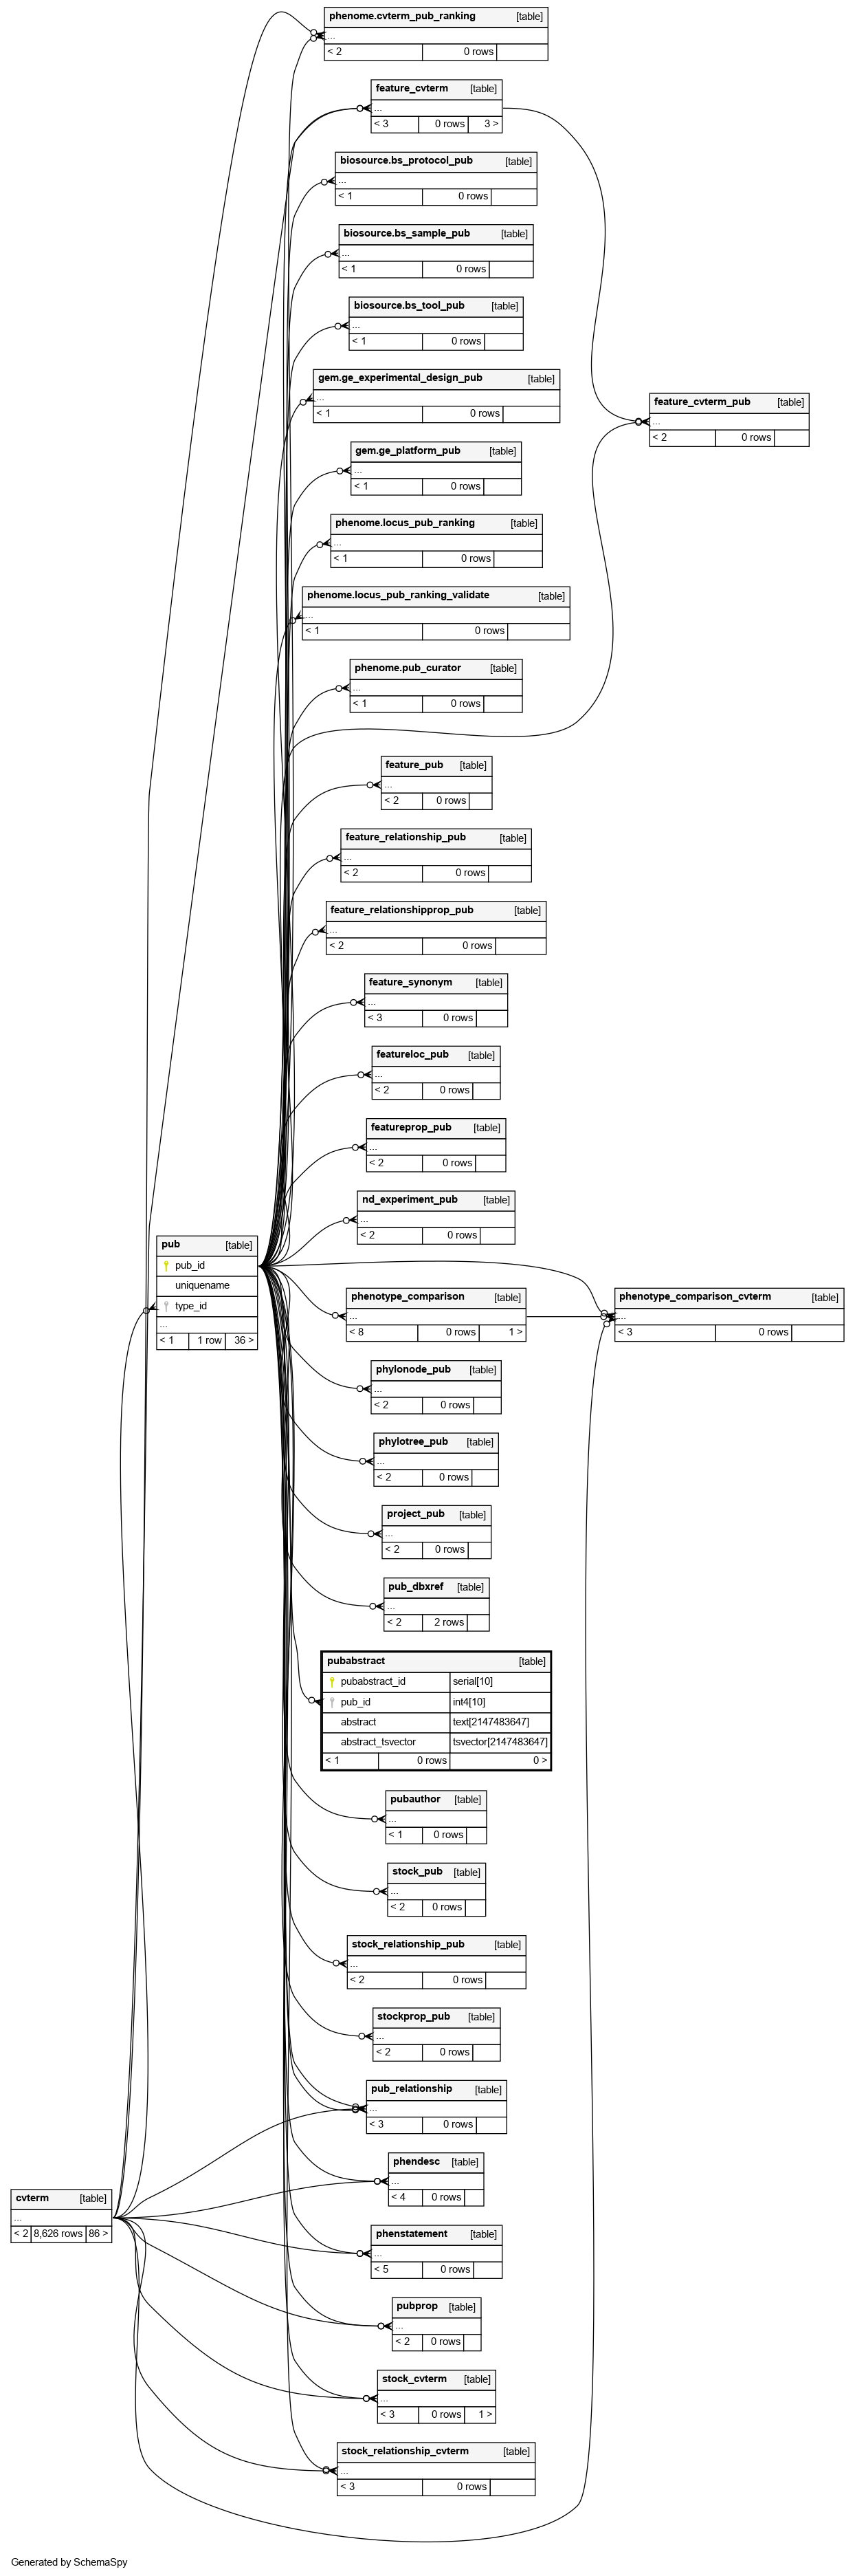 phenome.cvterm_pub_ranking [table]
...
< 2 0 rows
feature_cvterm [table]
...
< 3 0 rows 3 >
biosource.bs_protocol_pub [table]
...
< 1 0 rows
biosource.bs_sample_pub [table]
...
< 1 0 rows
biosource.bs_tool_pub [table]
...
< 1 0 rows
gem.ge_experimental_design_pub [table]
...
< 1 0 rows
feature_cvterm_pub [table]
...
< 2 0 rows
gem.ge_platform_pub [table]
...
< 1 0 rows
phenome.locus_pub_ranking [table]
...
< 1 0 rows
phenome.locus_pub_ranking_validate [table]
...
< 1 0 rows
phenome.pub_curator [table]
...
< 1 0 rows
feature_pub [table]
...
< 2 0 rows
feature_relationship_pub [table]
...
< 2 0 rows
feature_relationshipprop_pub [table]
...
< 2 0 rows
feature_synonym [table]
...
< 3 0 rows
featureloc_pub [table]
...
< 2 0 rows
featureprop_pub [table]
...
< 2 0 rows
nd_experiment_pub [table]
...
< 2 0 rows
pub [table]
pub_id
uniquename
type_id
...
< 1 1 row 36 >
phenotype_comparison [table]
...
< 8 0 rows 1 >
phenotype_comparison_cvterm [table]
...
< 3 0 rows
phylonode_pub [table]
...
< 2 0 rows
phylotree_pub [table]
...
< 2 0 rows
project_pub [table]
...
< 2 0 rows
pub_dbxref [table]
...
< 2 2 rows
pubabstract [table]
pubabstract_id serial[10]
pub_id int4[10]
abstract text[2147483647]
abstract_tsvector tsvector[2147483647]
< 1 0 rows 0 >
pubauthor [table]
...
< 1 0 rows
stock_pub [table]
...
< 2 0 rows
stock_relationship_pub [table]
...
< 2 0 rows
stockprop_pub [table]
...
< 2 0 rows
pub_relationship [table]
...
< 3 0 rows
phendesc [table]
...
< 4 0 rows
cvterm [table]
...
< 2 8,626 rows 86 >
phenstatement [table]
...
< 5 0 rows
pubprop [table]
...
< 2 0 rows
stock_cvterm [table]
...
< 3 0 rows 1 >
stock_relationship_cvterm [table]
...
< 3 0 rows
Generated by SchemaSpy